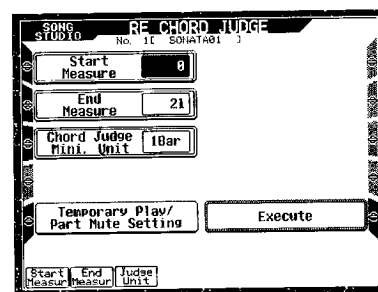 SONG
STUDIO
RE CHORD JUDGE
No. 1[ SONATA01 ]
Start
Measure
0
End
Measure
21
Chord Judge
Mini. Unit
1Bar
Temporary Play/
Part Mute Setting
Execute
Start
Measur
End
Measur
Judge
Unit